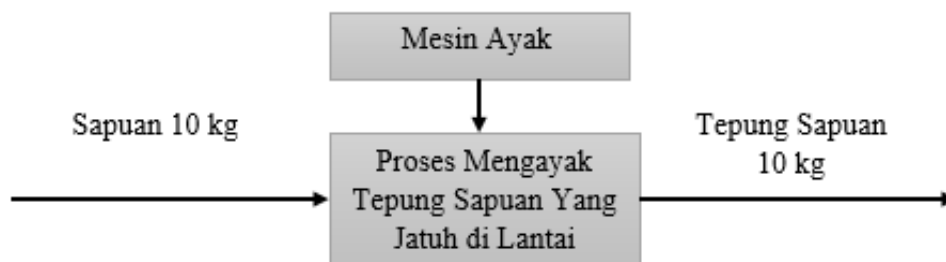 Mesin Ayak
Sapuan 10 kg
Tepung Sapuan
10 kg
Proses Mengayak
Tepung Sapuan Yang
Jatuh di Lantai